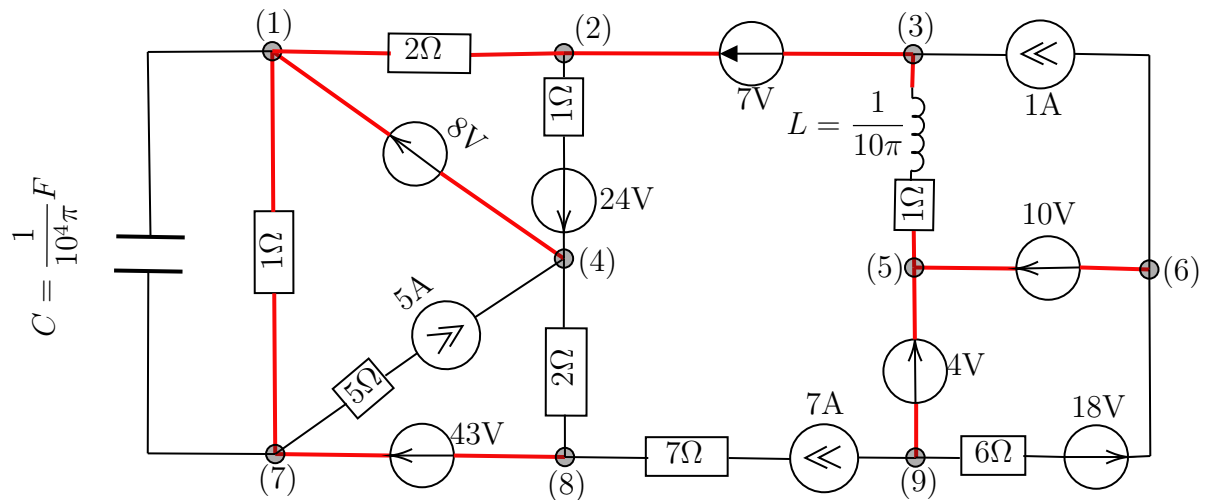 (1)
(2)
(3)
2Ω
7V
1A
1Ω
8V
L = 1/10π
24V
1Ω
10V
C = 1/10⁴π F
1Ω
(4)
(5)
(6)
5A
5Ω
2Ω
4V
7A
18V
43V
7Ω
6Ω
(7)
(8)
(9)